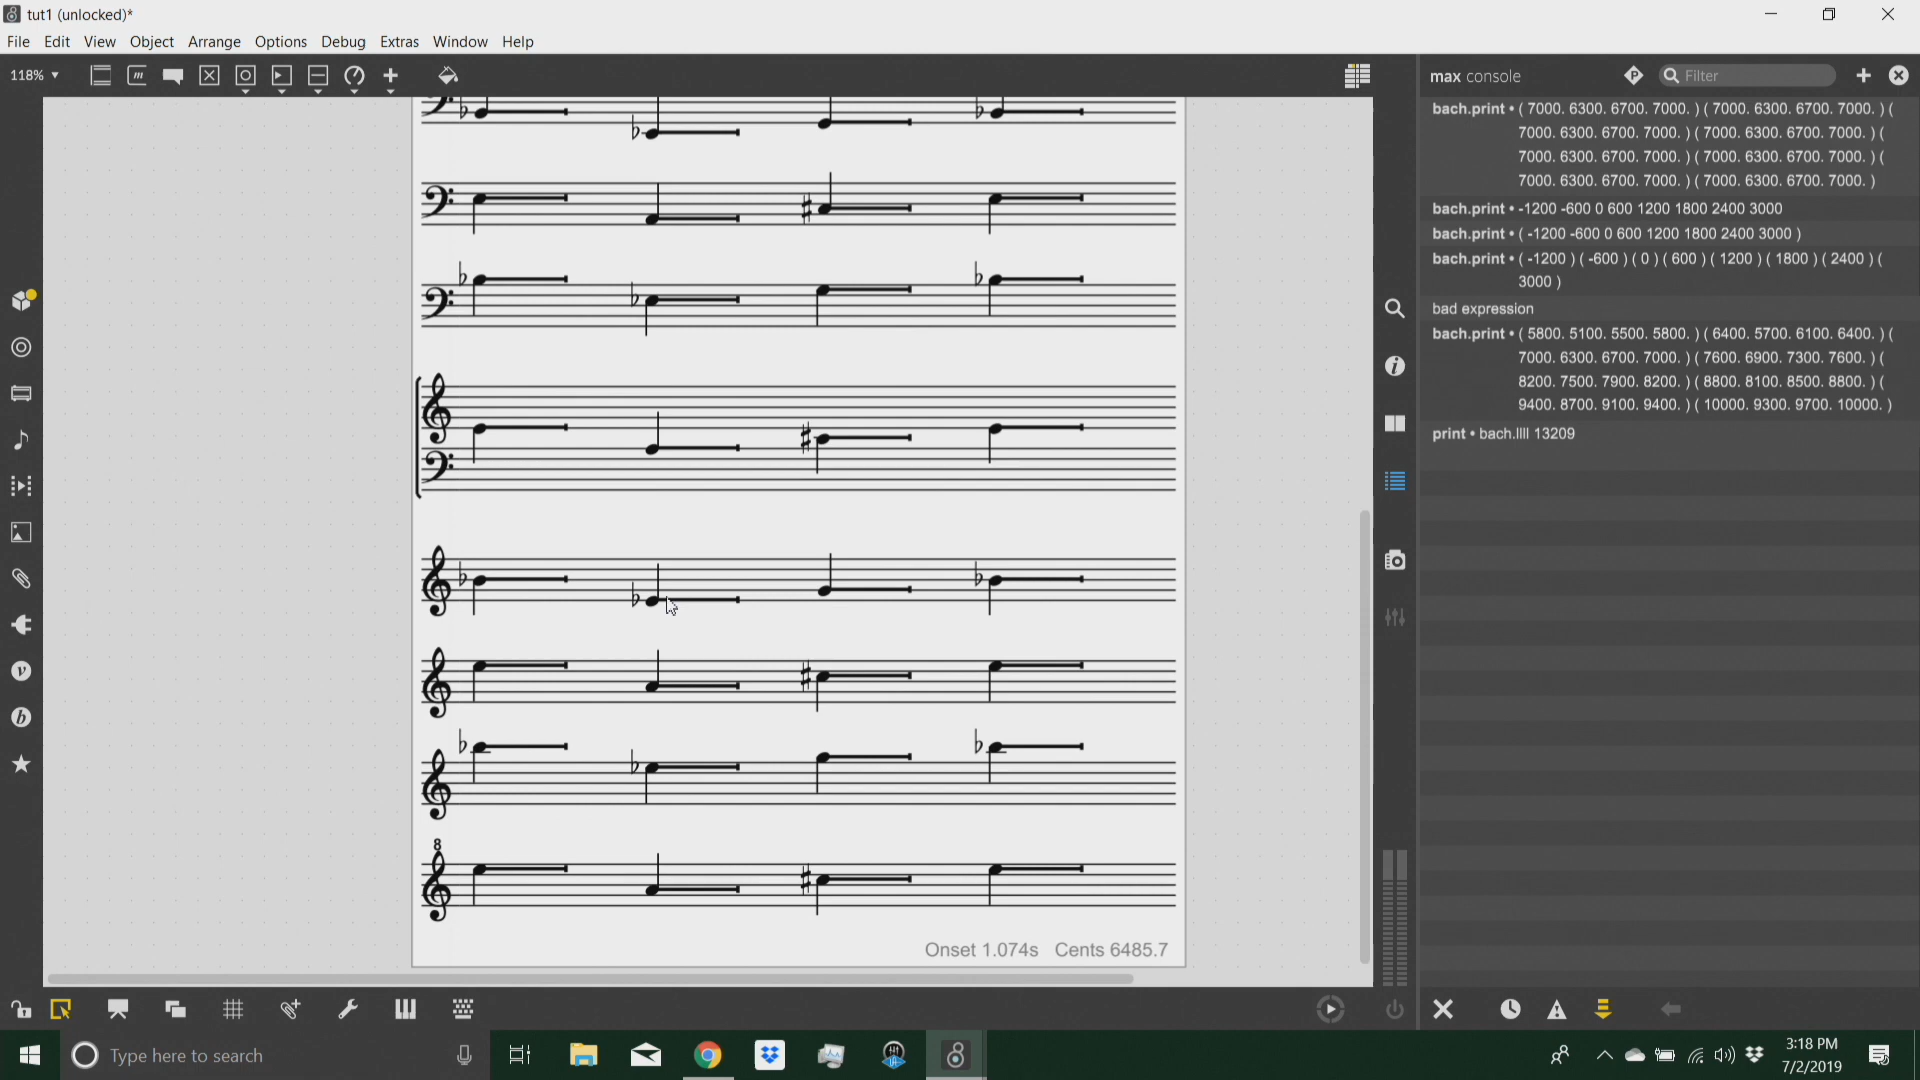 tut1 (unlocked)*
File Edit View Object Arrange Options Debug Extras Window Help
118%
max console
Filter
bach.print • ( 7000. 6300. 6700. 7000. ) ( 7000. 6300. 6700. 7000. ) (
7000. 6300. 6700. 7000. ) ( 7000. 6300. 6700. 7000. ) (
7000. 6300. 6700. 7000. ) ( 7000. 6300. 6700. 7000. ) (
7000. 6300. 6700. 7000. ) ( 7000. 6300. 6700. 7000. )
bach.print • -1200 -600 0 600 1200 1800 2400 3000
bach.print • ( -1200 -600 0 600 1200 1800 2400 3000 )
bach.print • ( -1200 ) ( -600 ) ( 0 ) ( 600 ) ( 1200 ) ( 1800 ) ( 2400 ) (
3000 )
bad expression
bach.print • ( 5800. 5100. 5500. 5800. ) ( 6400. 5700. 6100. 6400. ) (
7000. 6300. 6700. 7000. ) ( 7600. 6900. 7300. 7600. ) (
8200. 7500. 7900. 8200. ) ( 8800. 8100. 8500. 8800. ) (
9400. 8700. 9100. 9400. ) ( 10000. 9300. 9700. 10000. )
print • bach.llll 13209
8
Onset 1.074s Cents 6485.7
Type here to search
3:18 PM
7/2/2019